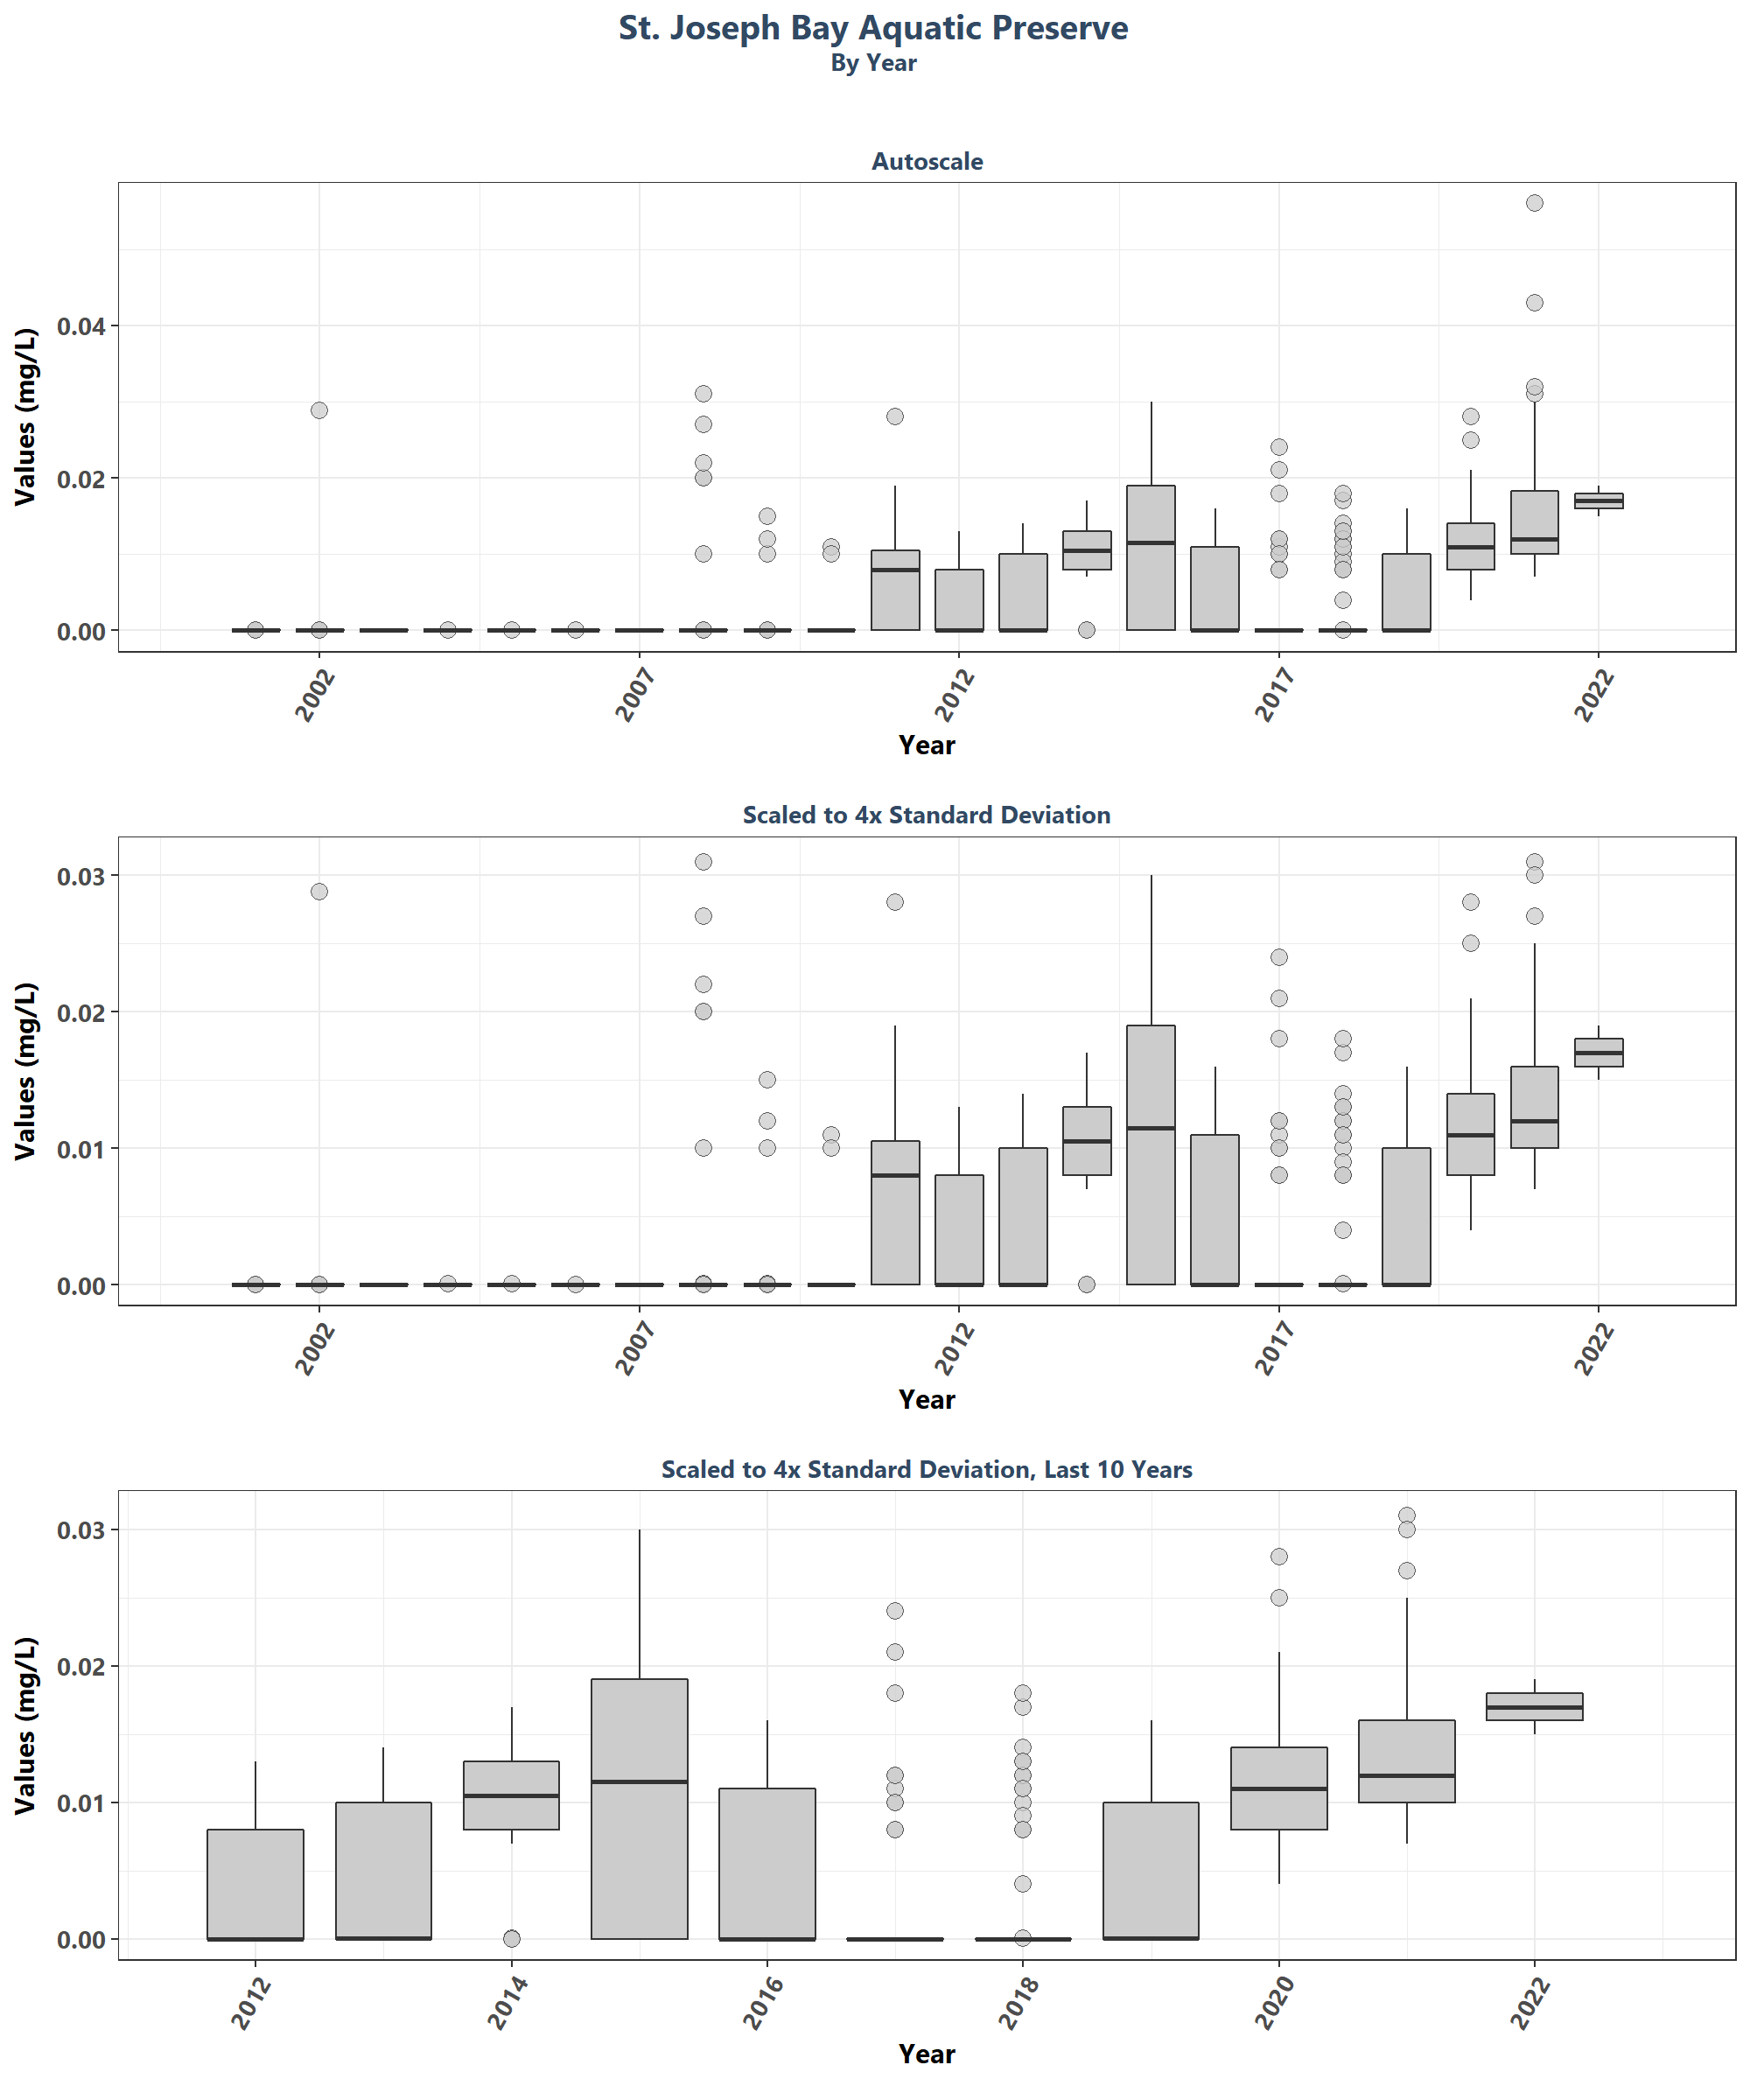 St. Joseph Bay Aquatic Preserve
By Year
Autoscale
Values (mg/L)
0.04
0.02
0.00
2002 2007 2012 2017 2022
Year
Scaled to 4x Standard Deviation
Values (mg/L)
0.03
0.02
0.01
0.00
2002 2007 2012 2017 2022
Year
Scaled to 4x Standard Deviation, Last 10 Years
Values (mg/L)
0.03
0.02
0.01
0.00
2012 2014 2016 2018 2020 2022
Year